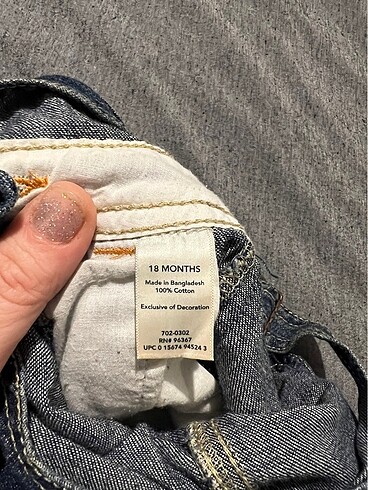 18 MONTHS
Made in Bangladesh
100% Cotton
Exclusive of Decoration
702-0302
RN# 96367
UPC 0 15674 94524 3